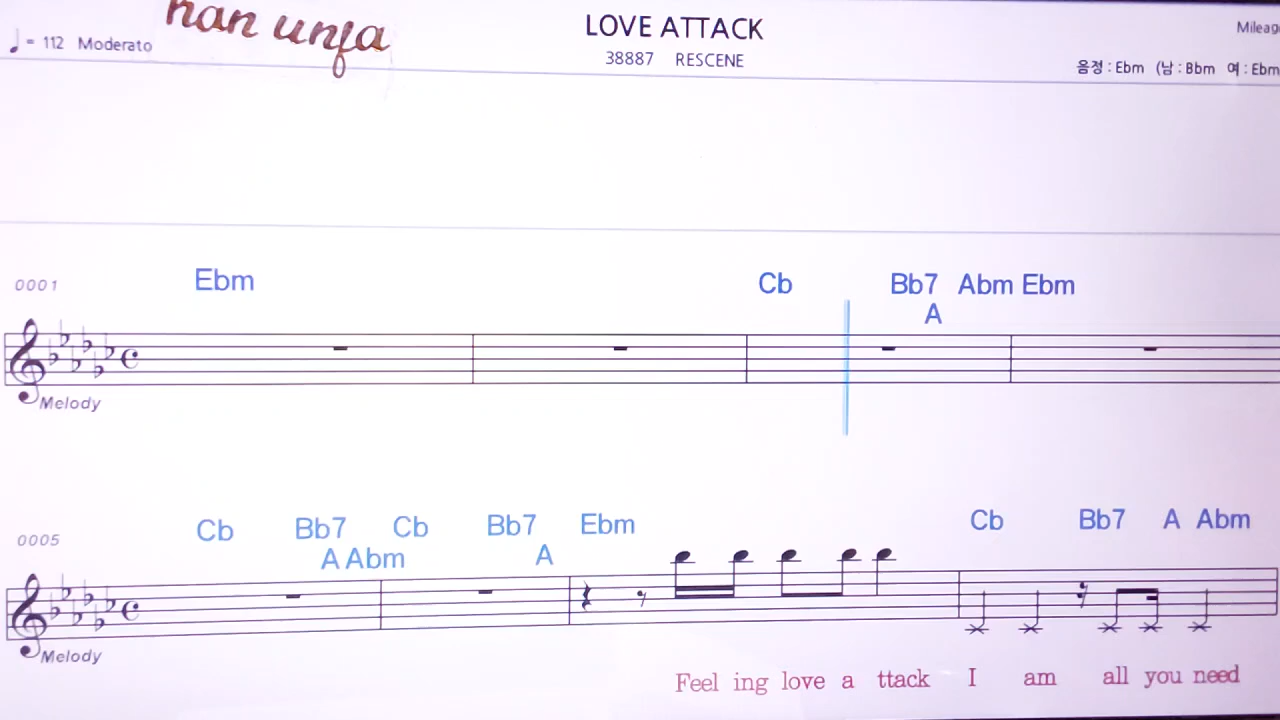 han unfa
LOVE ATTACK
Mileag
= 112 Moderato
38887 RESCENE
음정 : Ebm (남 : Bbm 여 : Ebm
0001
Ebm Cb Bb7 Abm Ebm
A
Melody
0005
Cb Bb7 Cb Bb7 Ebm Cb Bb7 A Abm
A Abm A
Melody
Feel ing love a ttack I am all you need